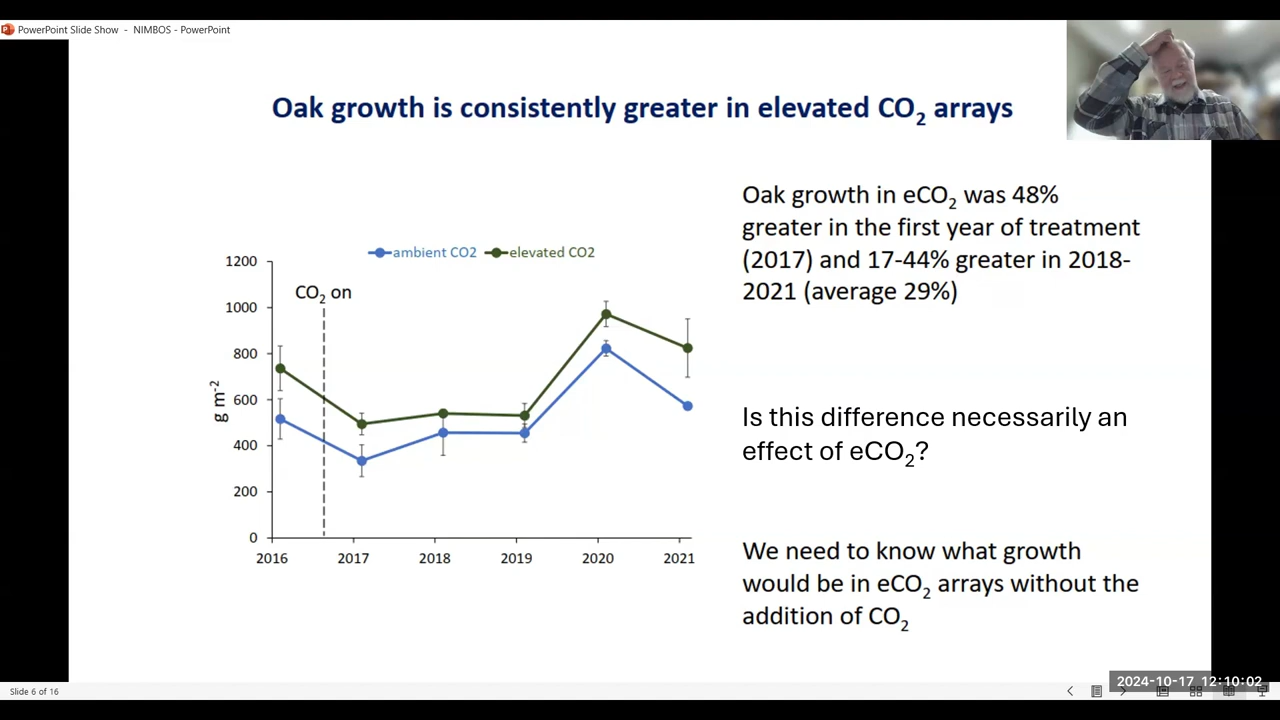 PowerPoint Slide Show - NIMBOS - PowerPoint
Oak growth is consistently greater in elevated CO2 arrays
Oak growth in eCO2 was 48%
greater in the first year of treatment
(2017) and 17-44% greater in 2018-
2021 (average 29%)
ambient CO2 elevated CO2
1200
1000
800
600
400
200
0
g m-2
CO2 on
2016 2017 2018 2019 2020 2021
Is this difference necessarily an
effect of eCO2?
We need to know what growth
would be in eCO2 arrays without the
addition of CO2
Slide 6 of 16
2024-10-17 12:10:02